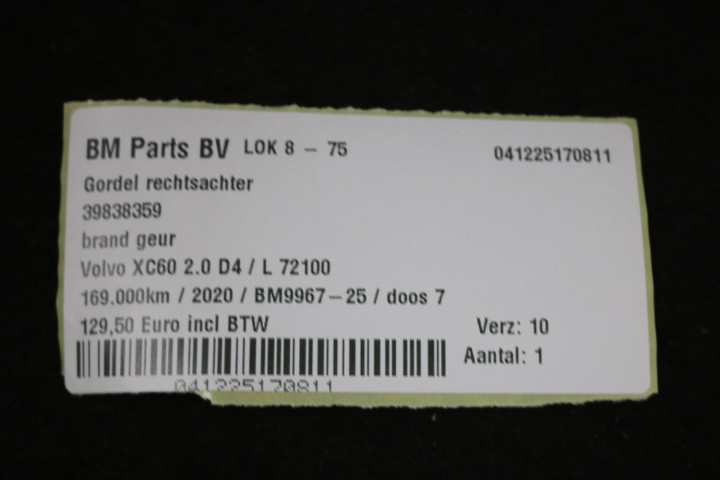 BM Parts BV LOK 8 – 75 041225170811
Gordel rechtsachter
39838359
brand geur
Volvo XC60 2.0 D4 / L 72100
169.000km / 2020 / BM9967–25 / doos 7
129,50 Euro incl BTW Verz: 10
Aantal: 1
041225170811